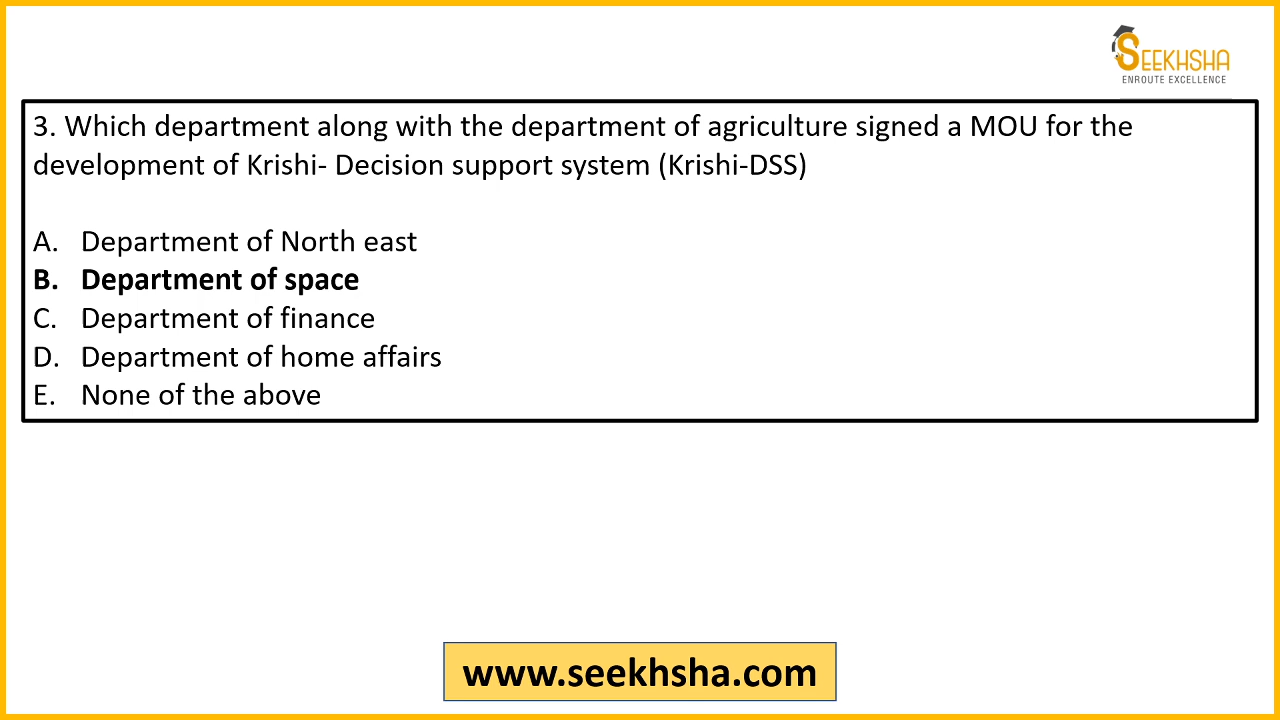 SEEKHSHA
ENROUTE EXCELLENCE
3. Which department along with the department of agriculture signed a MOU for the
development of Krishi- Decision support system (Krishi-DSS)
A. Department of North east
B. Department of space
C. Department of finance
D. Department of home affairs
E. None of the above
www.seekhsha.com